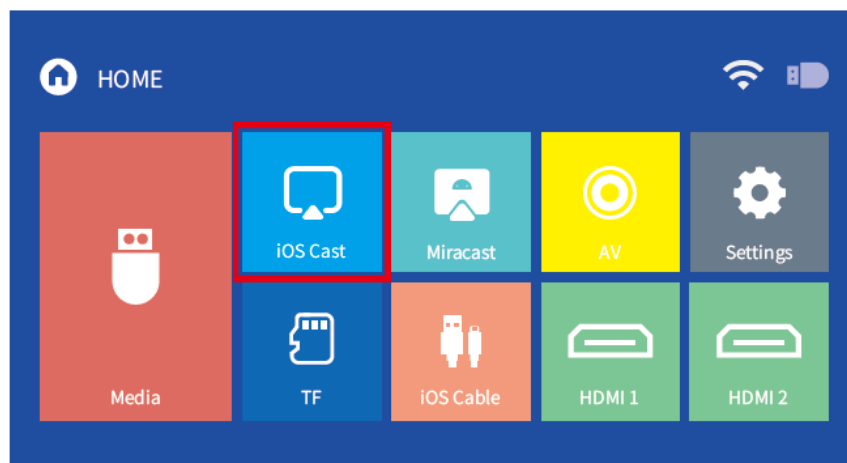 HOME
iOS Cast
Miracast
AV
Settings
Media
TF
iOS Cable
HDMI 1
HDMI 2